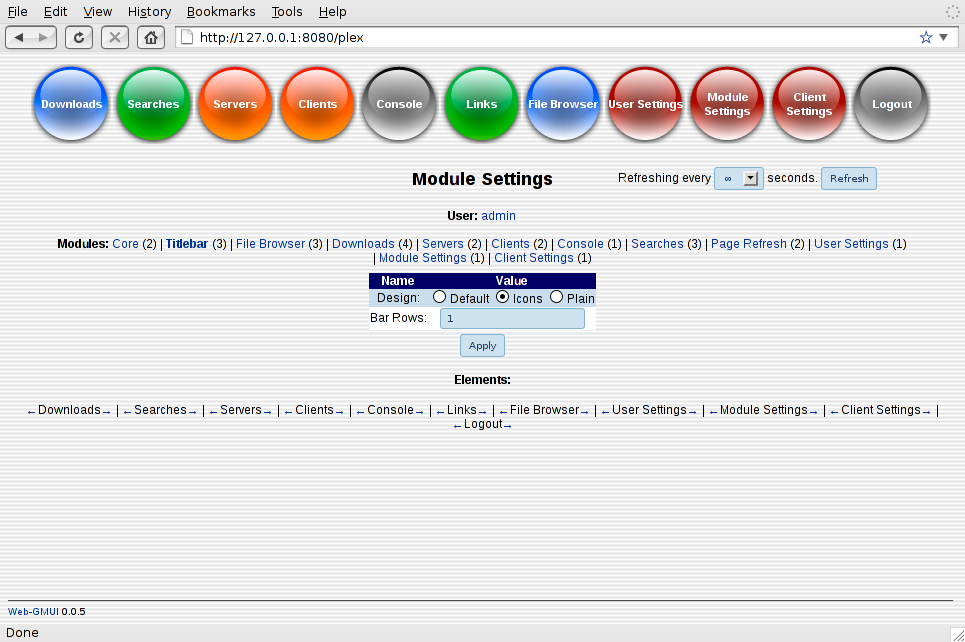 File Edit View History Bookmarks Tools Help
http://127.0.0.1:8080/plex
Downloads Searches Servers Clients Console Links File Browser User Settings Module Settings Client Settings Logout
Module Settings
Refreshing every ∞ seconds. Refresh
User: admin
Modules: Core (2) | Titlebar (3) | File Browser (3) | Downloads (4) | Servers (2) | Clients (2) | Console (1) | Searches (3) | Page Refresh (2) | User Settings (1)
| Module Settings (1) | Client Settings (1)
Name Value
Design: Default Icons Plain
Bar Rows: 1
Apply
Elements:
←Downloads→ | ←Searches→ | ←Servers→ | ←Clients→ | ←Console→ | ←Links→ | ←File Browser→ | ←User Settings→ | ←Module Settings→ | ←Client Settings→ |
←Logout→
Web-GMUI 0.0.5
Done